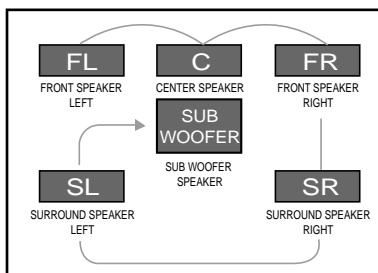 FL
C
FR
FRONT SPEAKER
LEFT
CENTER SPEAKER
FRONT SPEAKER
RIGHT
SUB
WOOFER
SUB WOOFER
SPEAKER
SL
SR
SURROUND SPEAKER
LEFT
SURROUND SPEAKER
RIGHT